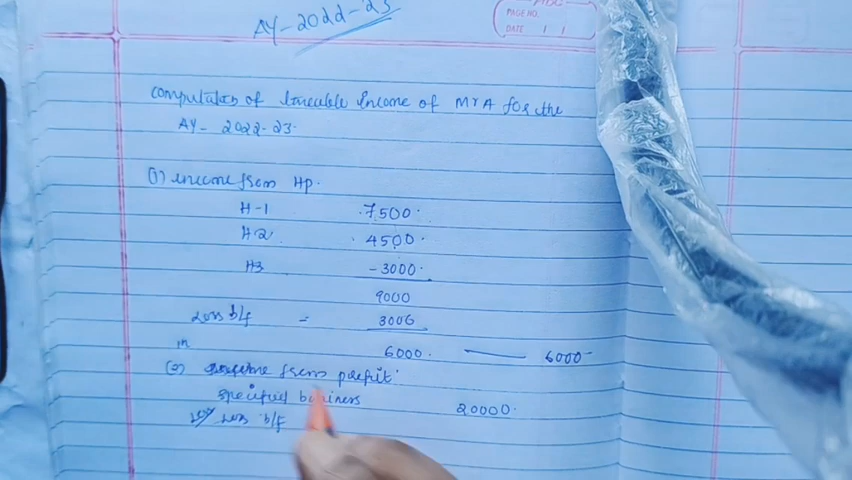 AY-2022-23
PAGE NO.
DATE / /
Computation of taxable Income of Mr A for the
AY- 2022-23.
(1) Income from Hp.
H-1 7500.
H2. 4500.
H3 -3000.
9000
Loss b/f = 3000
6000. 6000-
(2) from profit.
specified business 20000.
Loss b/f